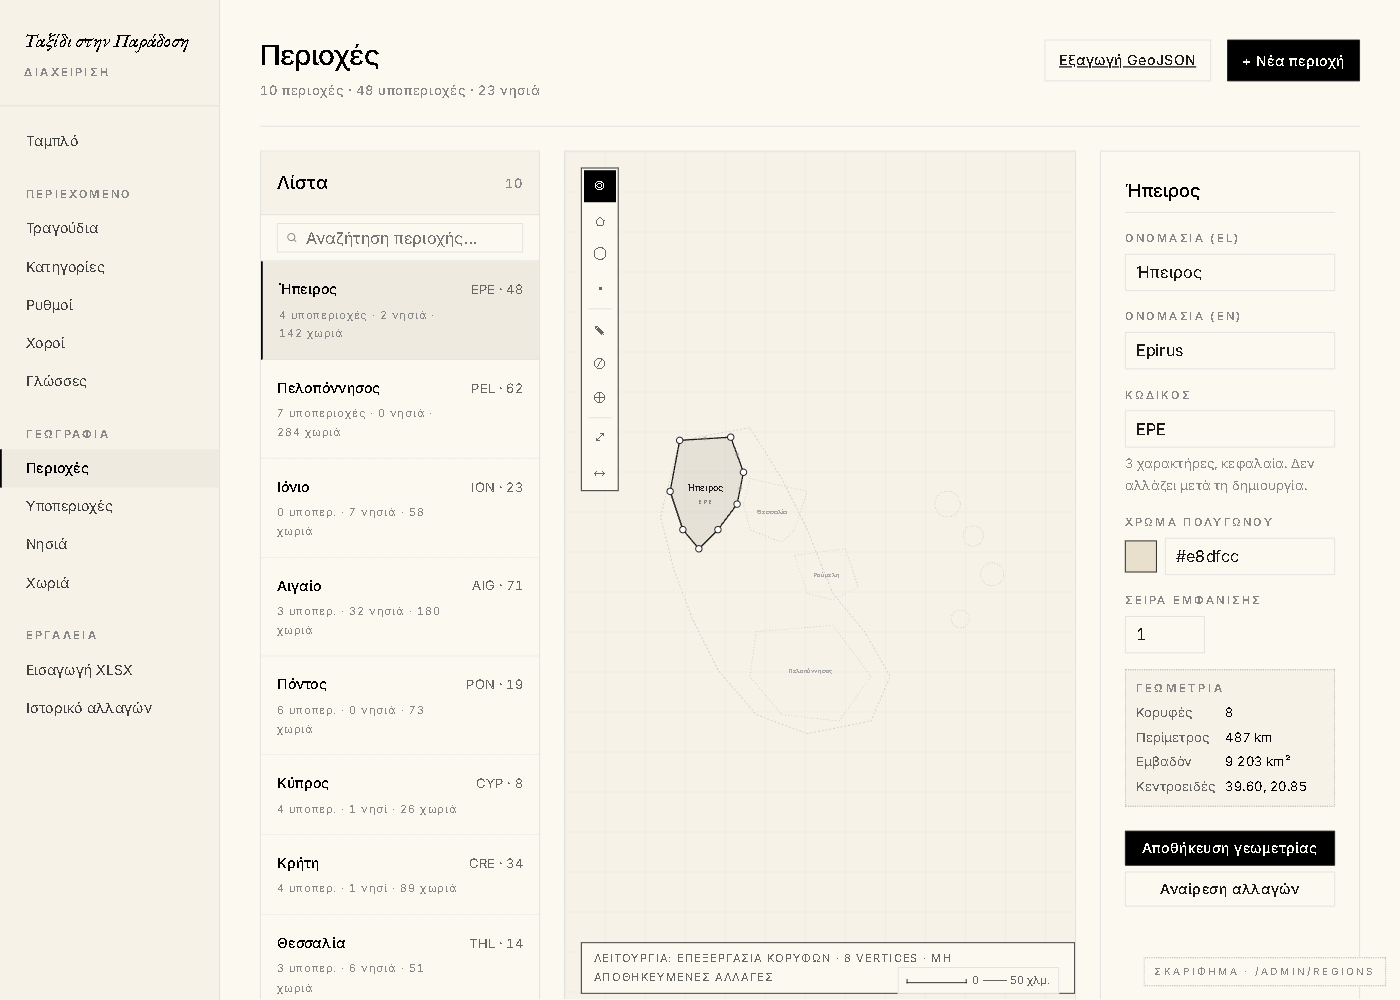 Ταξίδι στην Παράδοση
ΔΙΑΧΕΙΡΙΣΗ
Ταμπλό
ΠΕΡΙΕΧΟΜΕΝΟ
Τραγούδια
Κατηγορίες
Ρυθμοί
Χοροί
Γλώσσες
ΓΕΩΓΡΑΦΙΑ
Περιοχές
Υποπεριοχές
Νησιά
Χωριά
ΕΡΓΑΛΕΙΑ
Εισαγωγή XLSX
Ιστορικό αλλαγών
Περιοχές
10 περιοχές · 48 υποπεριοχές · 23 νησιά
Εξαγωγή GeoJSON
+ Νέα περιοχή
Λίστα 10
Αναζήτηση περιοχής...
Ήπειρος EPE · 48
4 υποπεριοχές · 2 νησιά ·
142 χωριά
Πελοπόννησος PEL · 62
7 υποπεριοχές · 0 νησιά ·
284 χωριά
Ιόνιο ION · 23
0 υποπερ. · 7 νησιά · 58
χωριά
Αιγαίο AIG · 71
3 υποπερ. · 32 νησιά · 180
χωριά
Πόντος PON · 19
6 υποπερ. · 0 νησιά · 73
χωριά
Κύπρος CYP · 8
4 υποπερ. · 1 νησί · 26 χωριά
Κρήτη CRE · 34
4 υποπερ. · 1 νησί · 89 χωριά
Θεσσαλία THL · 14
3 υποπερ. · 6 νησιά · 51
χωριά
Ήπειρος
EPE
Θεσσαλία
Ρούμελη
Πελοπόννησος
ΛΕΙΤΟΥΡΓΙΑ: ΕΠΕΞΕΡΓΑΣΙΑ ΚΟΡΥΦΩΝ · 8 VERTICES · ΜΗ
ΑΠΟΘΗΚΕΥΜΕΝΕΣ ΑΛΛΑΓΕΣ
0 —— 50 χλμ.
Ήπειρος
ΟΝΟΜΑΣΙΑ (EL)
Ήπειρος
ΟΝΟΜΑΣΙΑ (EN)
Epirus
ΚΩΔΙΚΟΣ
EPE
3 χαρακτήρες, κεφαλαία. Δεν
αλλάζει μετά τη δημιουργία.
ΧΡΩΜΑ ΠΟΛΥΓΩΝΟΥ
#e8dfcc
ΣΕΙΡΑ ΕΜΦΑΝΙΣΗΣ
1
ΓΕΩΜΕΤΡΙΑ
Κορυφές 8
Περίμετρος 487 km
Εμβαδόν 9 203 km²
Κεντροειδές 39.60, 20.85
Αποθήκευση γεωμετρίας
Αναίρεση αλλαγών
ΣΚΑΡΙΦΗΜΑ · /ADMIN/REGIONS